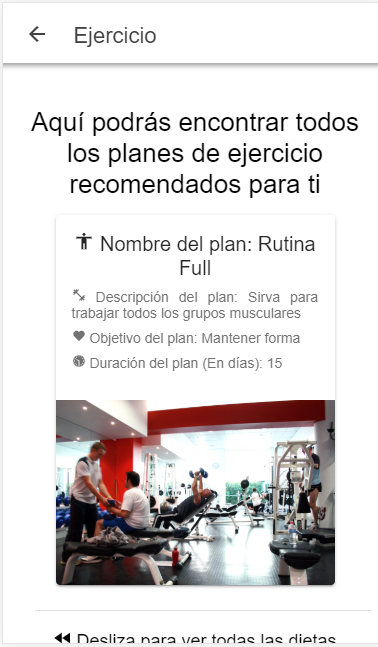 Ejercicio
Aquí podrás encontrar todos
los planes de ejercicio
recomendados para ti
Nombre del plan: Rutina
Full
Descripción del plan: Sirva para
trabajar todos los grupos musculares
Objetivo del plan: Mantener forma
Duración del plan (En días): 15
Desliza para ver todas las dietas